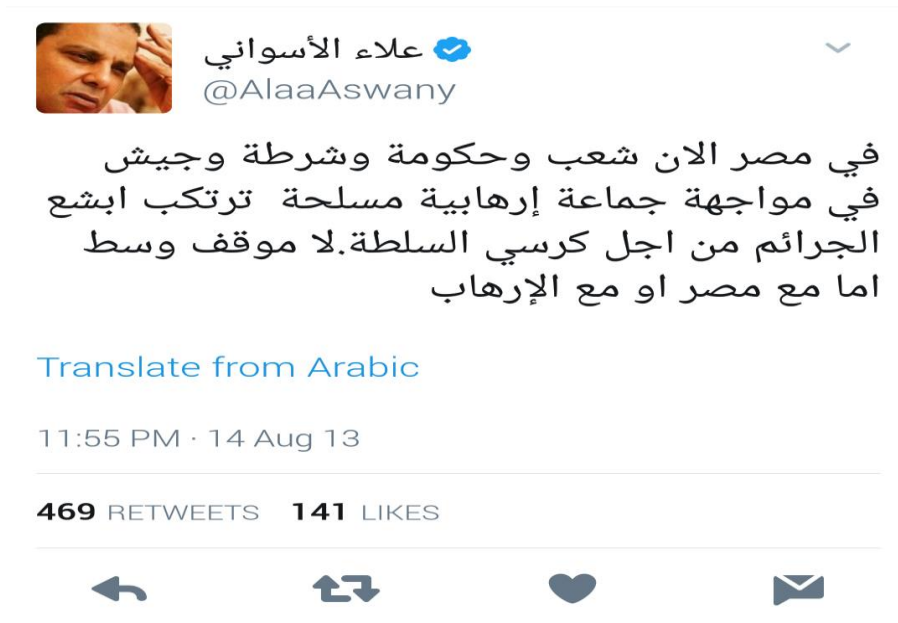 علاء الأسواني
@AlaaAswany
في مصر الان شعب وحكومة وشرطة وجيش
في مواجهة جماعة إرهابية مسلحة ترتكب ابشع
الجرائم من اجل كرسي السلطة.لا موقف وسط
اما مع مصر او مع الإرهاب
Translate from Arabic
11:55 PM · 14 Aug 13
469 RETWEETS 141 LIKES